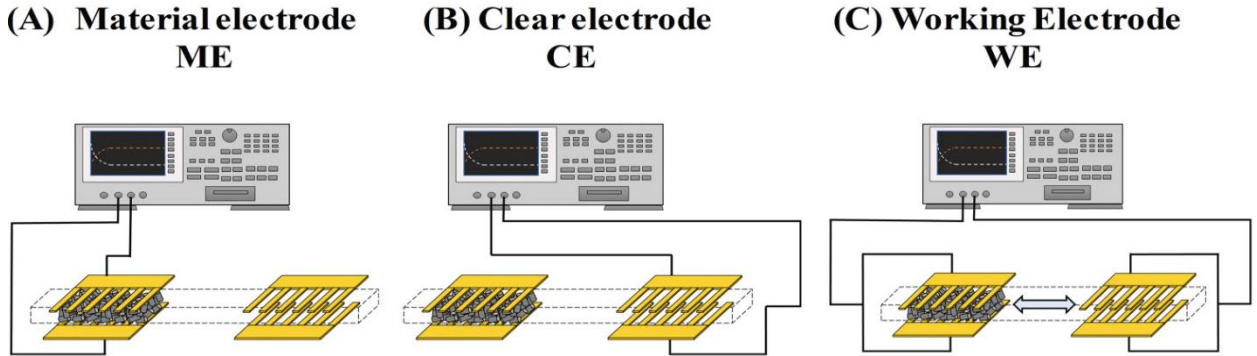 (A) Material electrode
ME
(B) Clear electrode
CE
(C) Working Electrode
WE